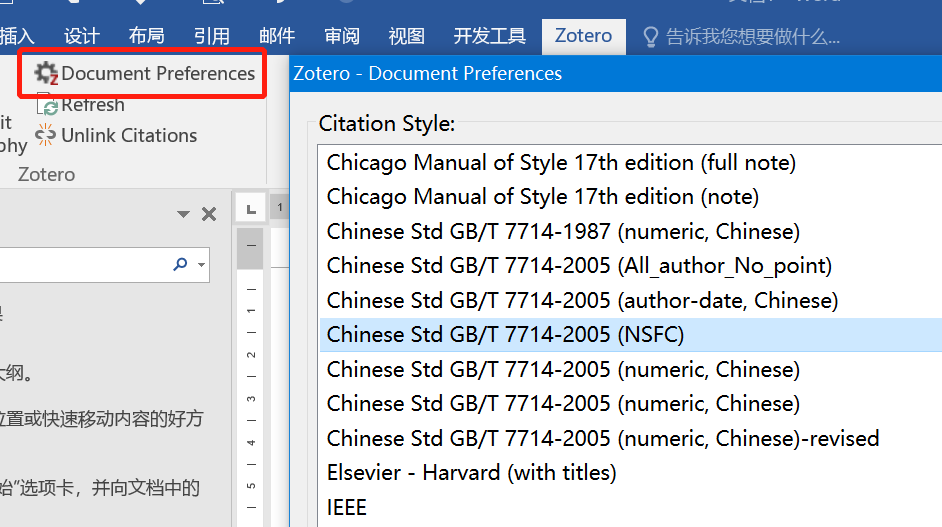 插入 设计 布局 引用 邮件 审阅 视图 开发工具 Zotero 告诉我您想要做什么...
Document Preferences
Refresh
Unlink Citations
Zotero
1
1
2
3
4
5
大纲。
位置或快速移动内容的好方
始"选项卡，并向文档中的
Zotero - Document Preferences
Citation Style:
Chicago Manual of Style 17th edition (full note)
Chicago Manual of Style 17th edition (note)
Chinese Std GB/T 7714-1987 (numeric, Chinese)
Chinese Std GB/T 7714-2005 (All_author_No_point)
Chinese Std GB/T 7714-2005 (author-date, Chinese)
Chinese Std GB/T 7714-2005 (NSFC)
Chinese Std GB/T 7714-2005 (numeric, Chinese)
Chinese Std GB/T 7714-2005 (numeric, Chinese)
Chinese Std GB/T 7714-2005 (numeric, Chinese)-revised
Elsevier - Harvard (with titles)
IEEE